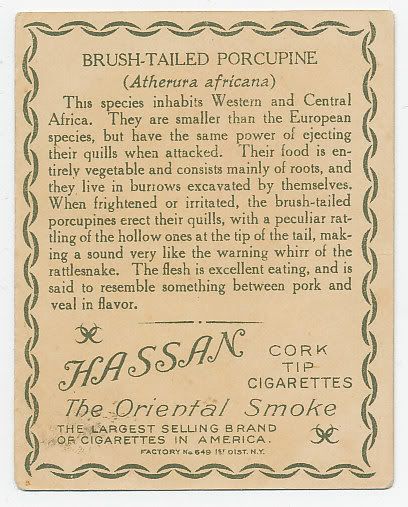 BRUSH-TAILED PORCUPINE
(Atherura africana)
This species inhabits Western and Central
Africa. They are smaller than the European
species, but have the same power of ejecting
their quills when attacked. Their food is en-
tirely vegetable and consists mainly of roots, and
they live in burrows excavated by themselves.
When frightened or irritated, the brush-tailed
porcupines erect their quills, with a peculiar rat-
tling of the hollow ones at the tip of the tail, mak-
ing a sound very like the warning whirr of the
rattlesnake. The flesh is excellent eating, and is
said to resemble something between pork and
veal in flavor.
HASSAN
CORK
TIP
CIGARETTES
The Oriental Smoke
THE LARGEST SELLING BRAND
OF CIGARETTES IN AMERICA.
FACTORY No 649 1ST DIST. N.Y.